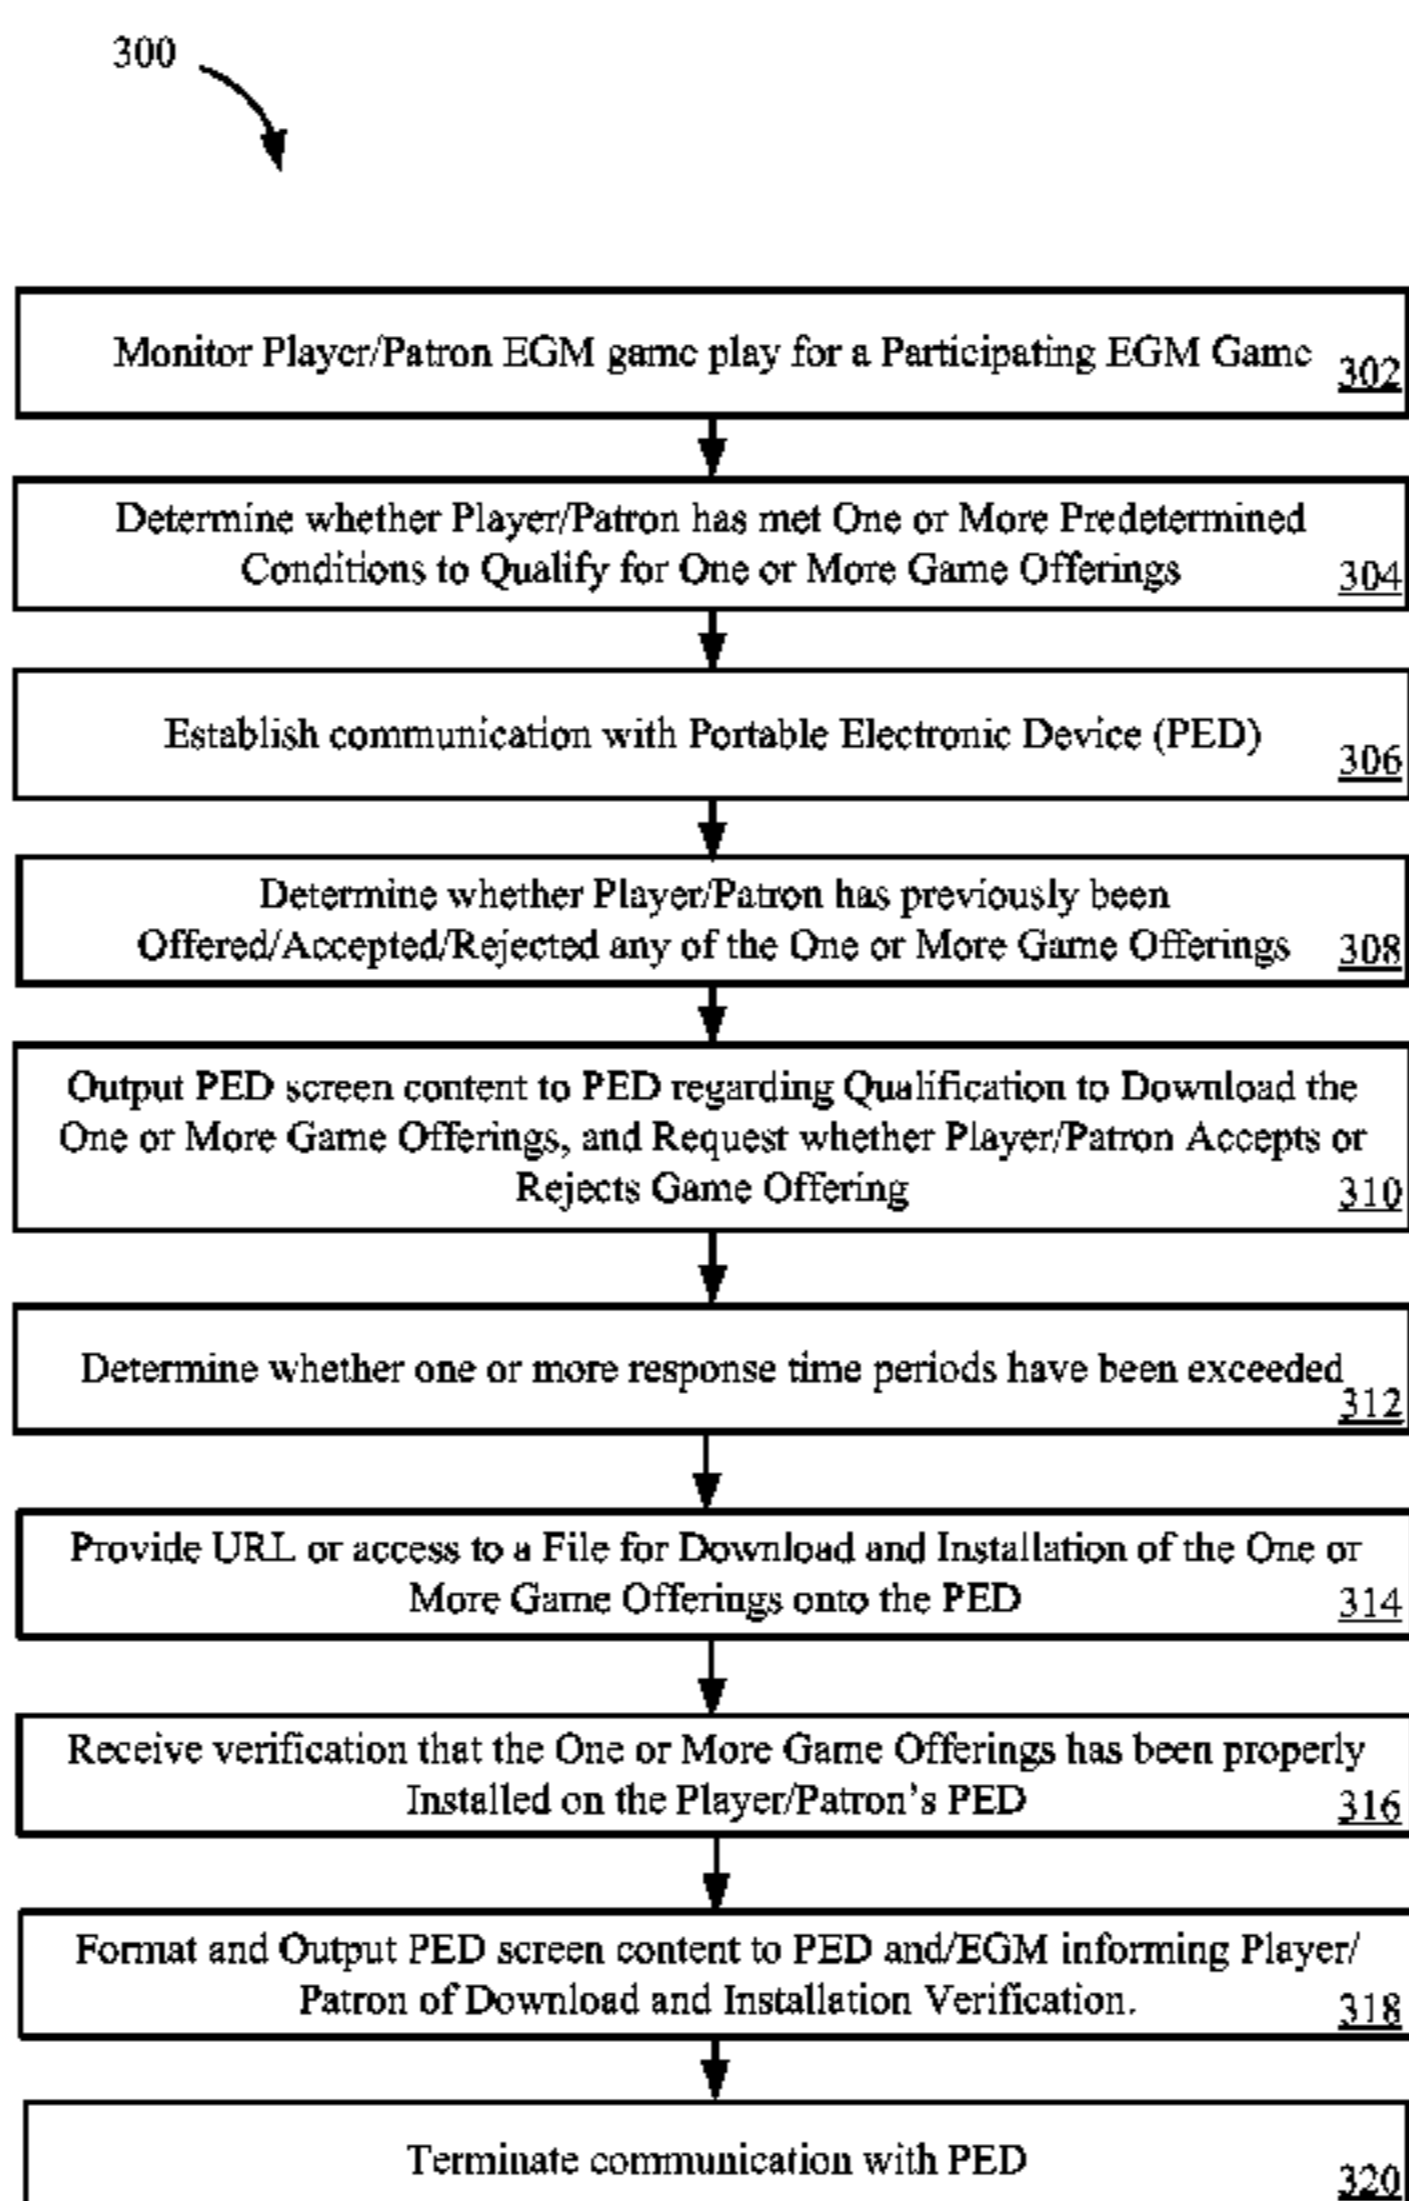 300
Monitor Player/Patron EGM game play for a Participating EGM Game
302
Determine whether Player/Patron has met One or More Predetermined
Conditions to Qualify for One or More Game Offerings
304
Establish communication with Portable Electronic Device (PED)
306
Determine whether Player/Patron has previously been
Offered/Accepted/Rejected any of the One or More Game Offerings
308
Output PED screen content to PED regarding Qualification to Download the
One or More Game Offerings, and Request whether Player/Patron Accepts or
Rejects Game Offering
310
Determine whether one or more response time periods have been exceeded
312
Provide URL or access to a File for Download and Installation of the One or
More Game Offerings onto the PED
314
Receive verification that the One or More Game Offerings has been properly
Installed on the Player/Patron's PED
316
Format and Output PED screen content to PED and/EGM informing Player/
Patron of Download and Installation Verification.
318
Terminate communication with PED
320